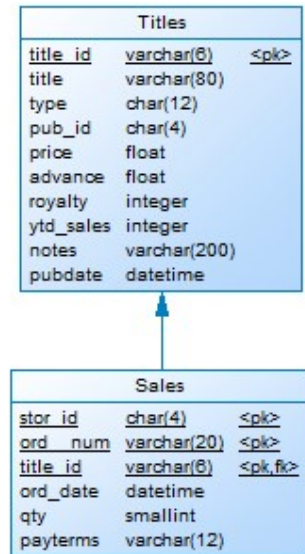 Titles
title_id varchar(6) <pk>
title varchar(80)
type char(12)
pub_id char(4)
price float
advance float
royalty integer
ytd_sales integer
notes varchar(200)
pubdate datetime
Sales
stor_id char(4) <pk>
ord_num varchar(20) <pk>
title_id varchar(6) <pk,fk>
ord_date datetime
qty smallint
payterms varchar(12)